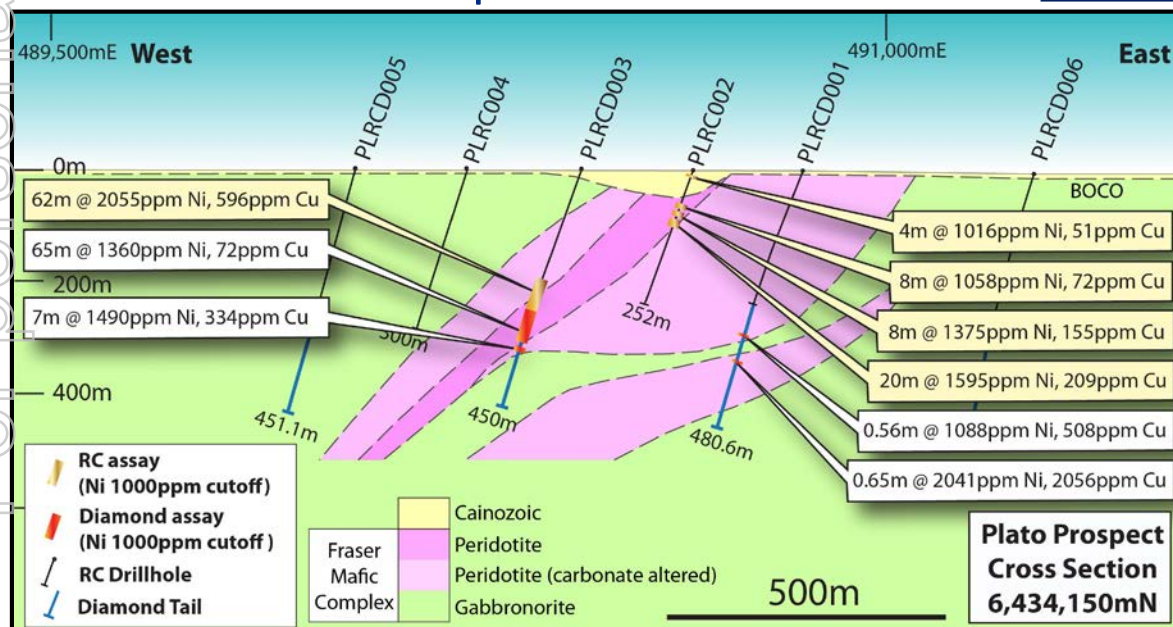 489,500mE
West
491,000mE
East
PLRCD005
PLRC004
PLRCD003
PLRC002
PLRCD001
PLRCD006
0m
BOCO
62m @ 2055ppm Ni, 596ppm Cu
65m @ 1360ppm Ni, 72ppm Cu
200m
7m @ 1490ppm Ni, 334ppm Cu
400m
4m @ 1016ppm Ni, 51ppm Cu
8m @ 1058ppm Ni, 72ppm Cu
8m @ 1375ppm Ni, 155ppm Cu
20m @ 1595ppm Ni, 209ppm Cu
0.56m @ 1088ppm Ni, 508ppm Cu
0.65m @ 2041ppm Ni, 2056ppm Cu
252m
300m
451.1m
450m
480.6m
RC assay
(Ni 1000ppm cutoff)
Diamond assay
(Ni 1000ppm cutoff)
RC Drillhole
Diamond Tail
Fraser
Mafic
Complex
Cainozoic
Peridotite
Peridotite (carbonate altered)
Gabbronorite
500m
Plato Prospect
Cross Section
6,434,150mN